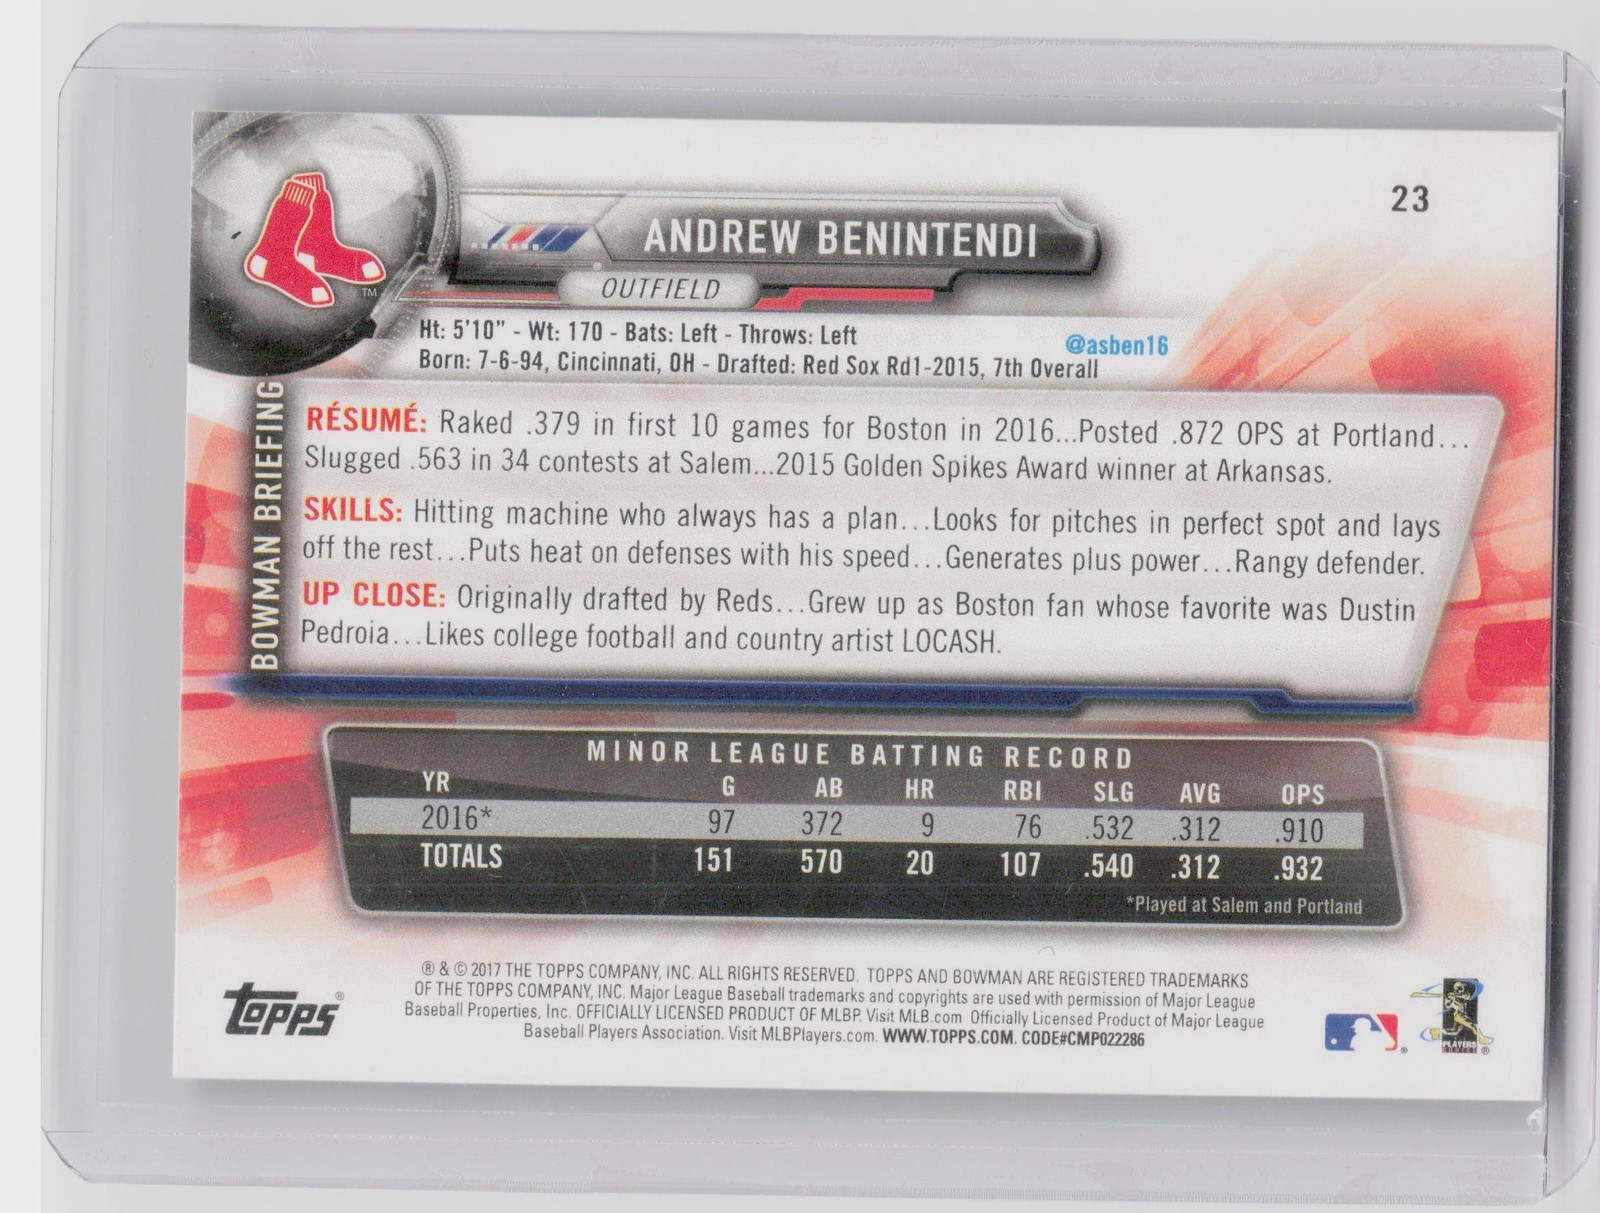 23
ANDREW BENINTENDI
OUTFIELD
Ht: 5'10" - Wt: 170 - Bats: Left - Throws: Left
@asben16
Born: 7-6-94, Cincinnati, OH - Drafted: Red Sox Rd1-2015, 7th Overall
BOWMAN BRIEFING
RÉSUMÉ: Raked .379 in first 10 games for Boston in 2016...Posted .872 OPS at Portland...
Slugged .563 in 34 contests at Salem...2015 Golden Spikes Award winner at Arkansas.
SKILLS: Hitting machine who always has a plan...Looks for pitches in perfect spot and lays
off the rest...Puts heat on defenses with his speed...Generates plus power...Rangy defender.
UP CLOSE: Originally drafted by Reds...Grew up as Boston fan whose favorite was Dustin
Pedroia...Likes college football and country artist LOCASH.
MINOR LEAGUE BATTING RECORD
YR G AB HR RBI SLG AVG OPS
2016* 97 372 9 76 .532 .312 .910
TOTALS 151 570 20 107 .540 .312 .932
*Played at Salem and Portland
® & © 2017 THE TOPPS COMPANY, INC. ALL RIGHTS RESERVED. TOPPS AND BOWMAN ARE REGISTERED TRADEMARKS
OF THE TOPPS COMPANY, INC. Major League Baseball trademarks and copyrights are used with permission of Major League
Baseball Properties, Inc. OFFICIALLY LICENSED PRODUCT OF MLBP. Visit MLB.com Officially Licensed Product of Major League
Baseball Players Association. Visit MLBPlayers.com. WWW.TOPPS.COM. CODE#CMP022286
TOPPS®
PLAYERS
CHOICE ®
TM